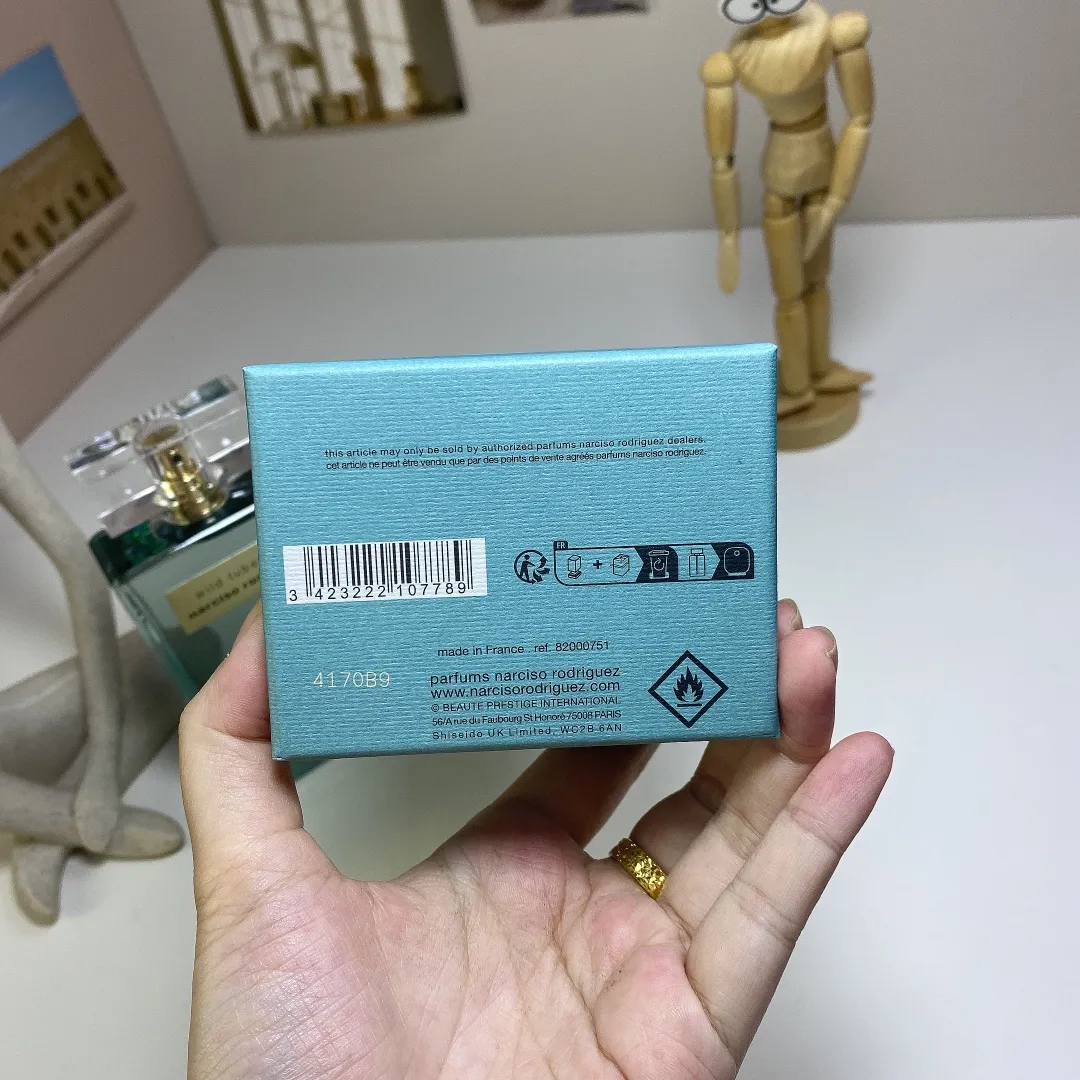 this article may only be sold by authorized parfums narciso rodriguez dealers.
cet article ne peut être vendu que par des points de vente agréés parfums narciso rodriguez.
3 423222 107789
FR
+
made in France . ref. 82000751
4170B9
parfums narciso rodriguez
www.narcisorodriguez.com
© BEAUTE PRESTIGE INTERNATIONAL
56/A rue du Faubourg St Honoré 75008 PARIS
Shiseido UK Limited, WC2B 6AN
wild
narciso